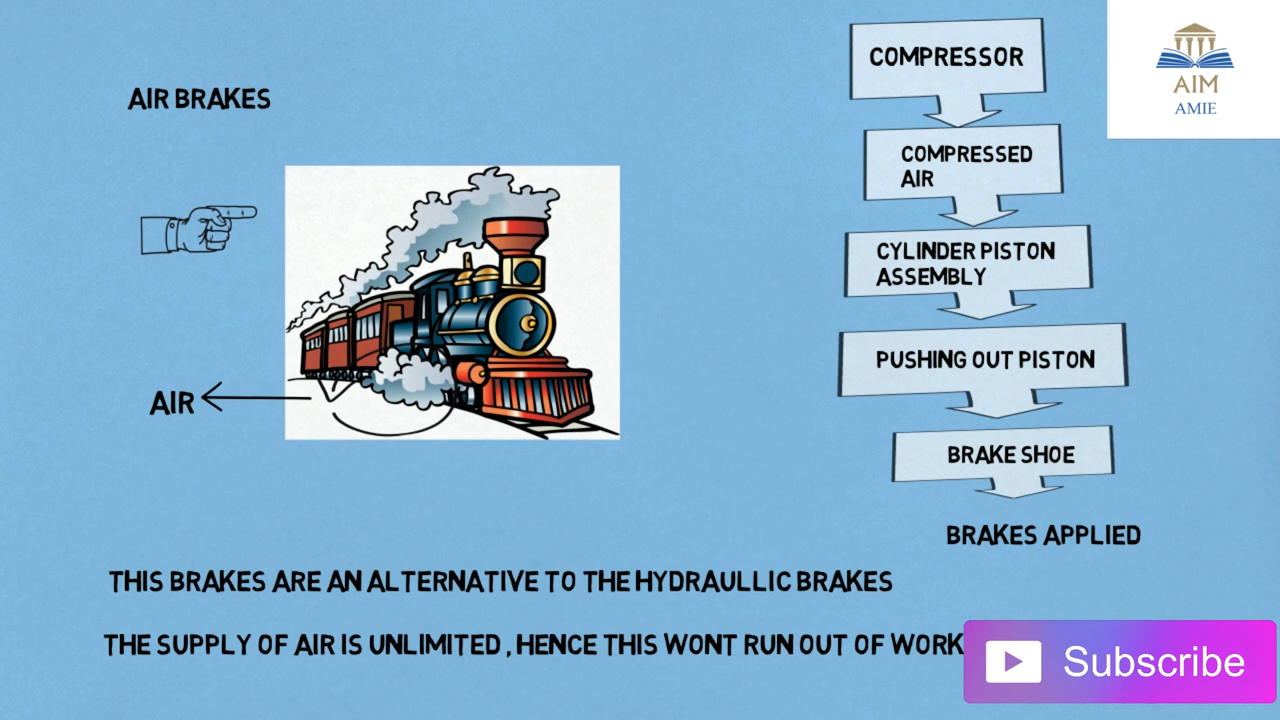 AIR BRAKES
AIR
COMPRESSOR
COMPRESSED
AIR
CYLINDER PISTON
ASSEMBLY
PUSHING OUT PISTON
BRAKE SHOE
BRAKES APPLIED
THIS BRAKES ARE AN ALTERNATIVE TO THE HYDRAULLIC BRAKES
THE SUPPLY OF AIR IS UNLIMITED , HENCE THIS WONT RUN OUT OF WORK
AIM
AMIE
Subscribe